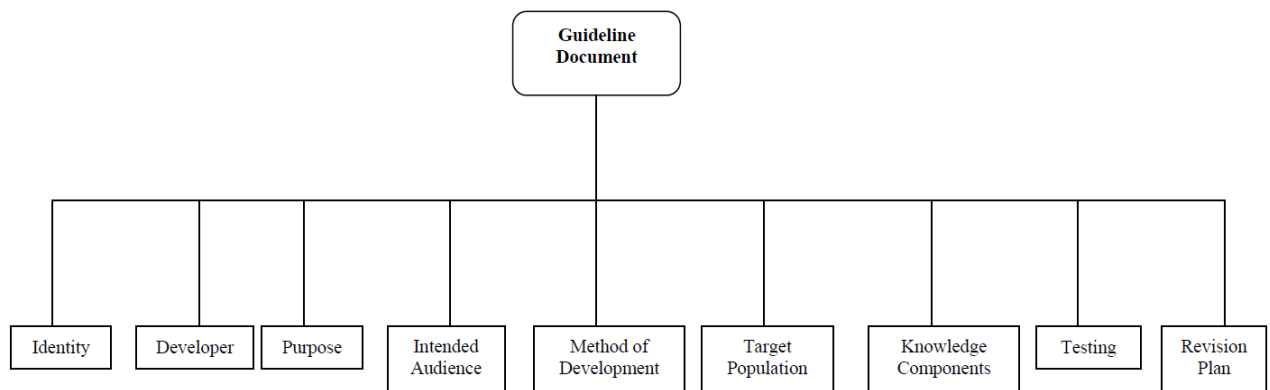 Guideline
Document
Identity
Developer
Purpose
Intended
Audience
Method of
Development
Target
Population
Knowledge
Components
Testing
Revision
Plan